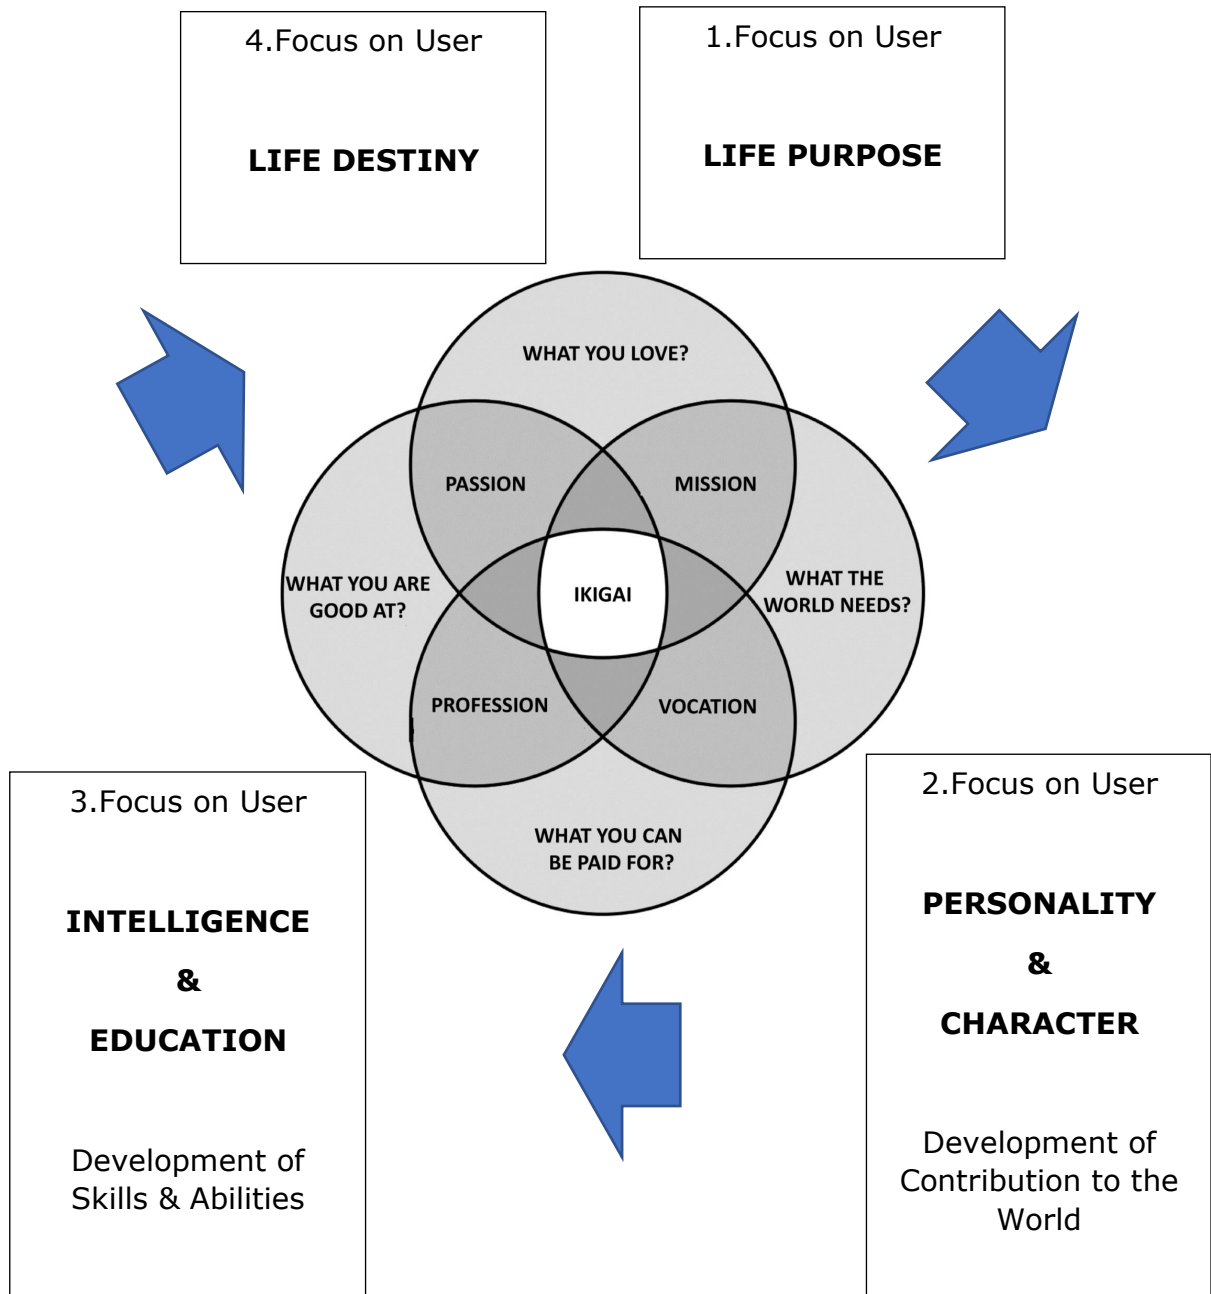 4.Focus on User
LIFE DESTINY
1.Focus on User
LIFE PURPOSE
WHAT YOU LOVE?
PASSION
MISSION
WHAT YOU ARE
GOOD AT?
IKIGAI
WHAT THE
WORLD NEEDS?
PROFESSION
VOCATION
WHAT YOU CAN
BE PAID FOR?
3.Focus on User
INTELLIGENCE
&
EDUCATION
Development of
Skills & Abilities
2.Focus on User
PERSONALITY
&
CHARACTER
Development of
Contribution to the
World